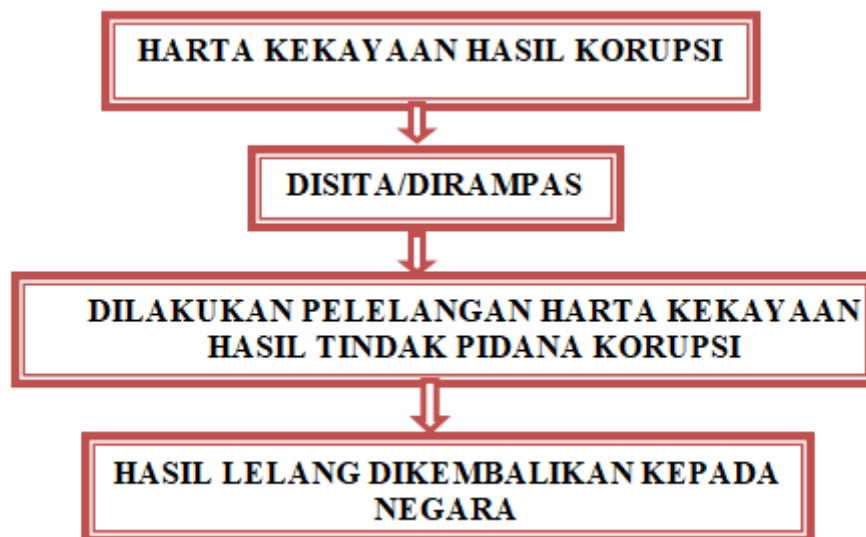 HARTA KEKAYAAN HASIL KORUPSI
DISITA/DIRAMPAS
DILAKUKAN PELELANGAN HARTA KEKAYAAN
HASIL TINDAK PIDANA KORUPSI
HASIL LELANG DIKEMBALIKAN KEPADA
NEGARA